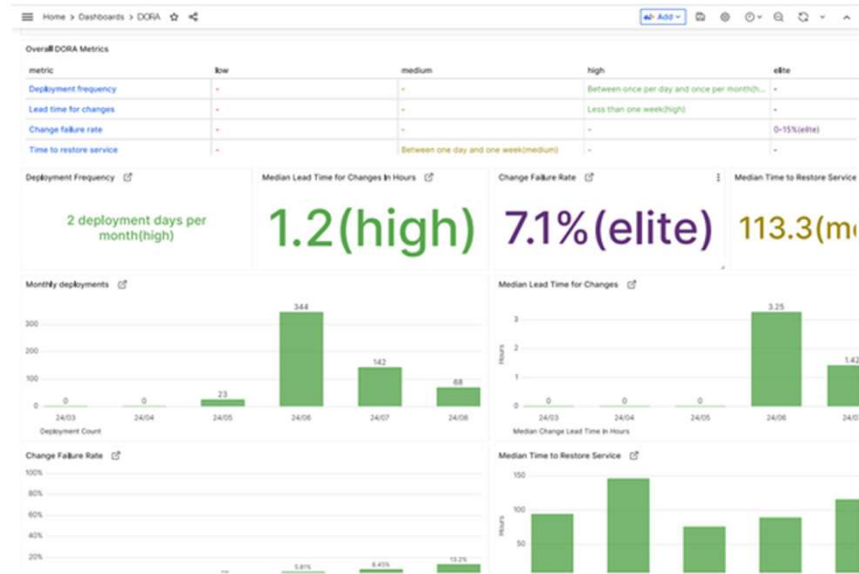 Home > Dashboards > DORA
Add
Overall DORA Metrics
metric low medium high elite
Deployment frequency - - Between once per day and once per month(h... -
Lead time for changes - - Less than one week(high) -
Change failure rate - - - 0-15%(elite)
Time to restore service - Between one day and one week(medium) - -
Deployment Frequency
2 deployment days per
month(high)
Median Lead Time for Changes In Hours
1.2(high)
Change Failure Rate
7.1%(elite)
Median Time to Restore Service
113.3(m
Monthly deployments
300
200
100
0
0 0 23 344 142 68
24/03 24/04 24/05 24/06 24/07 24/08
Deployment Count
Median Lead Time for Changes
Hours
3
2
1
0
0 0 0 3.25 1.42
24/03 24/04 24/05 24/06 24/0
Median Change Lead Time In Hours
Change Failure Rate
100%
80%
60%
40%
20%
5.81% 8.45% 13.2%
Median Time to Restore Service
Hours
150
100
50